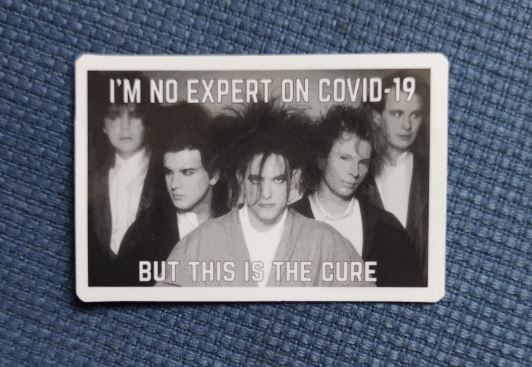 I'M NO EXPERT ON COVID-19
BUT THIS IS THE CURE